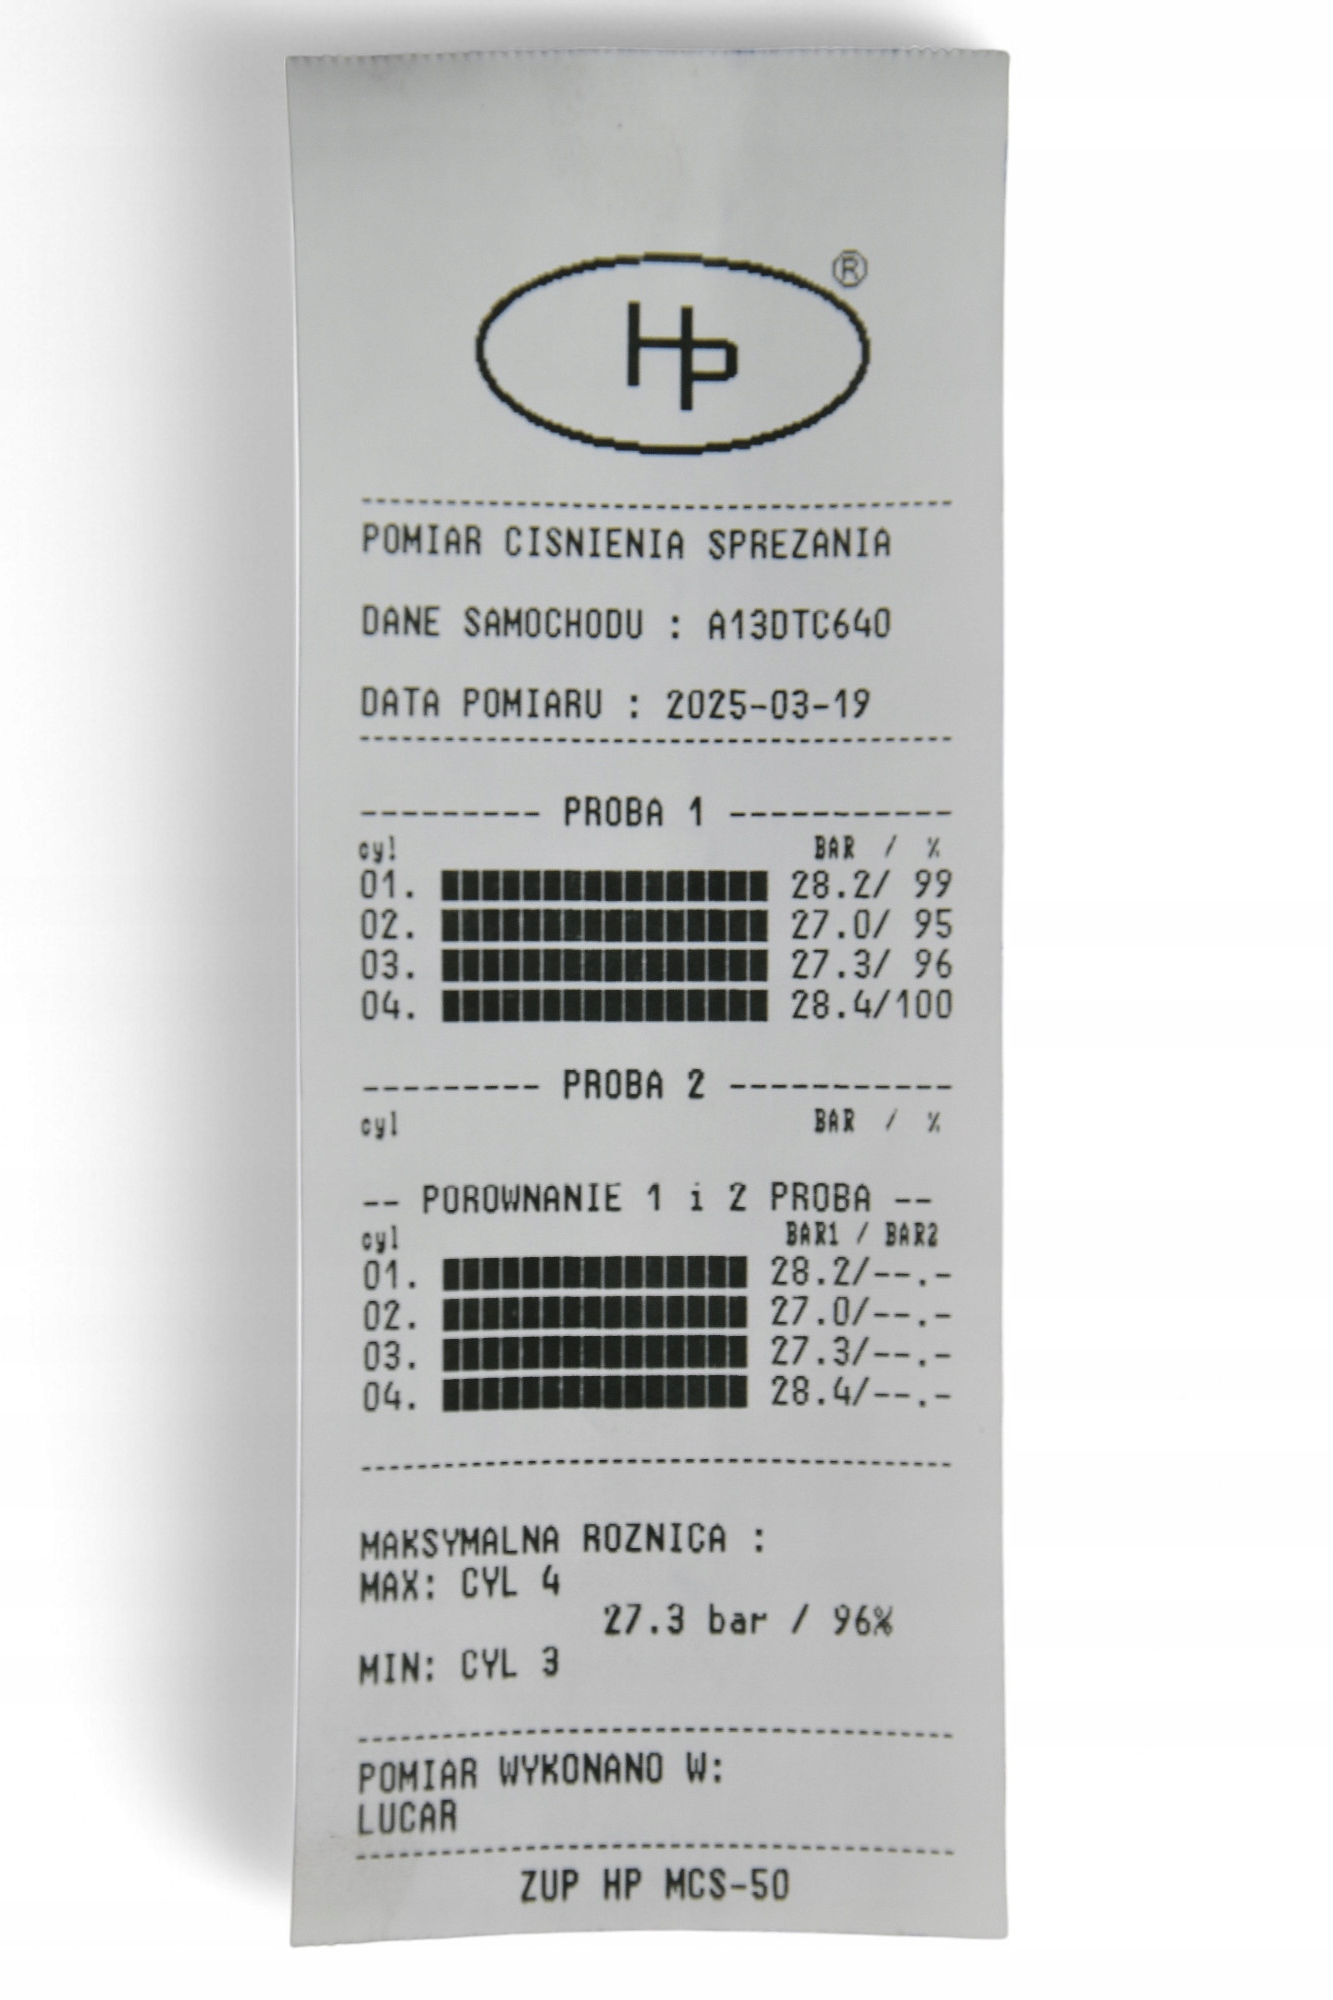 Hp ®
POMIAR CISNIENIA SPREZANIA
DANE SAMOCHODU : A13DTC640
DATA POMIARU : 2025-03-19
--------- PROBA 1 -----------
cyl BAR / %
01. 28.2/ 99
02. 27.0/ 95
03. 27.3/ 96
04. 28.4/100
--------- PROBA 2 -----------
cyl BAR / %
-- POROWNANIE 1 i 2 PROBA --
cyl BAR1 / BAR2
01. 28.2/--.-
02. 27.0/--.-
03. 27.3/--.-
04. 28.4/--.-
MAKSYMALNA ROZNICA :
MAX: CYL 4
27.3 bar / 96%
MIN: CYL 3
POMIAR WYKONANO W:
LUCAR
ZUP HP MCS-50